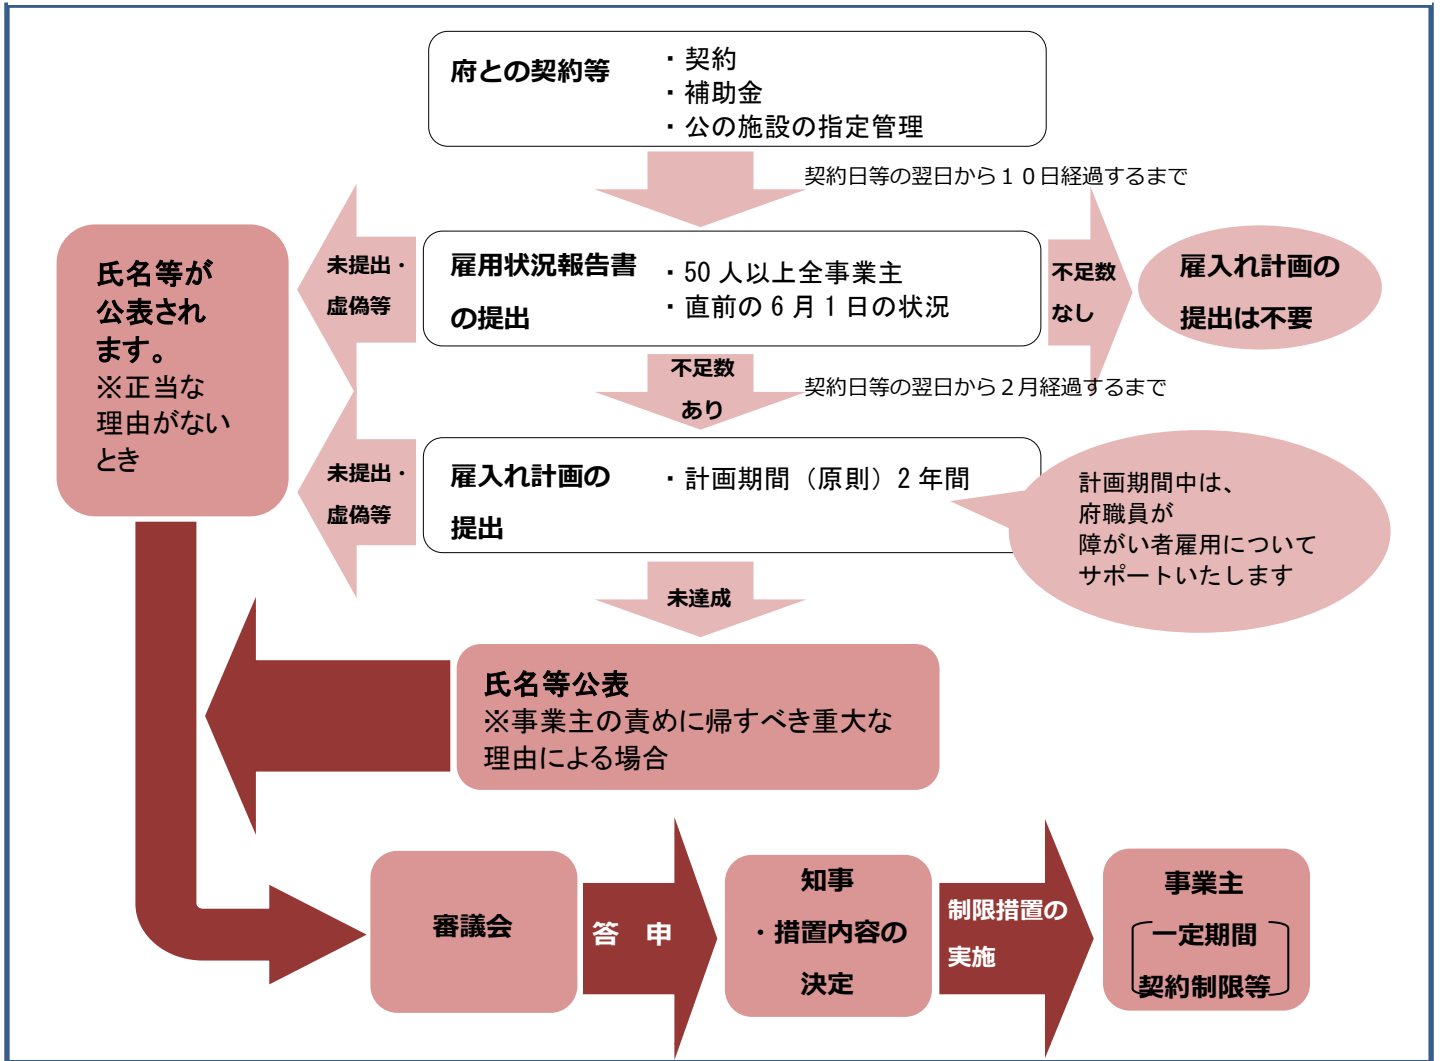 府との契約等
・契約
・補助金
・公の施設の指定管理
契約日等の翌日から１０日経過するまで
氏名等が
公表され
ます。
※正当な
理由がない
とき
未提出・
虚偽等
雇用状況報告書
の提出
・50 人以上全事業主
・直前の 6 月 1 日の状況
不足数
なし
雇入れ計画の
提出は不要
不足数
あり
契約日等の翌日から２月経過するまで
未提出・
虚偽等
雇入れ計画の
提出
・計画期間（原則）2 年間
計画期間中は、
府職員が
障がい者雇用について
サポートいたします
未達成
氏名等公表
※事業主の責めに帰すべき重大な
理由による場合
審議会
答　申
知事
・措置内容の
決定
制限措置の
実施
事業主
一定期間
契約制限等